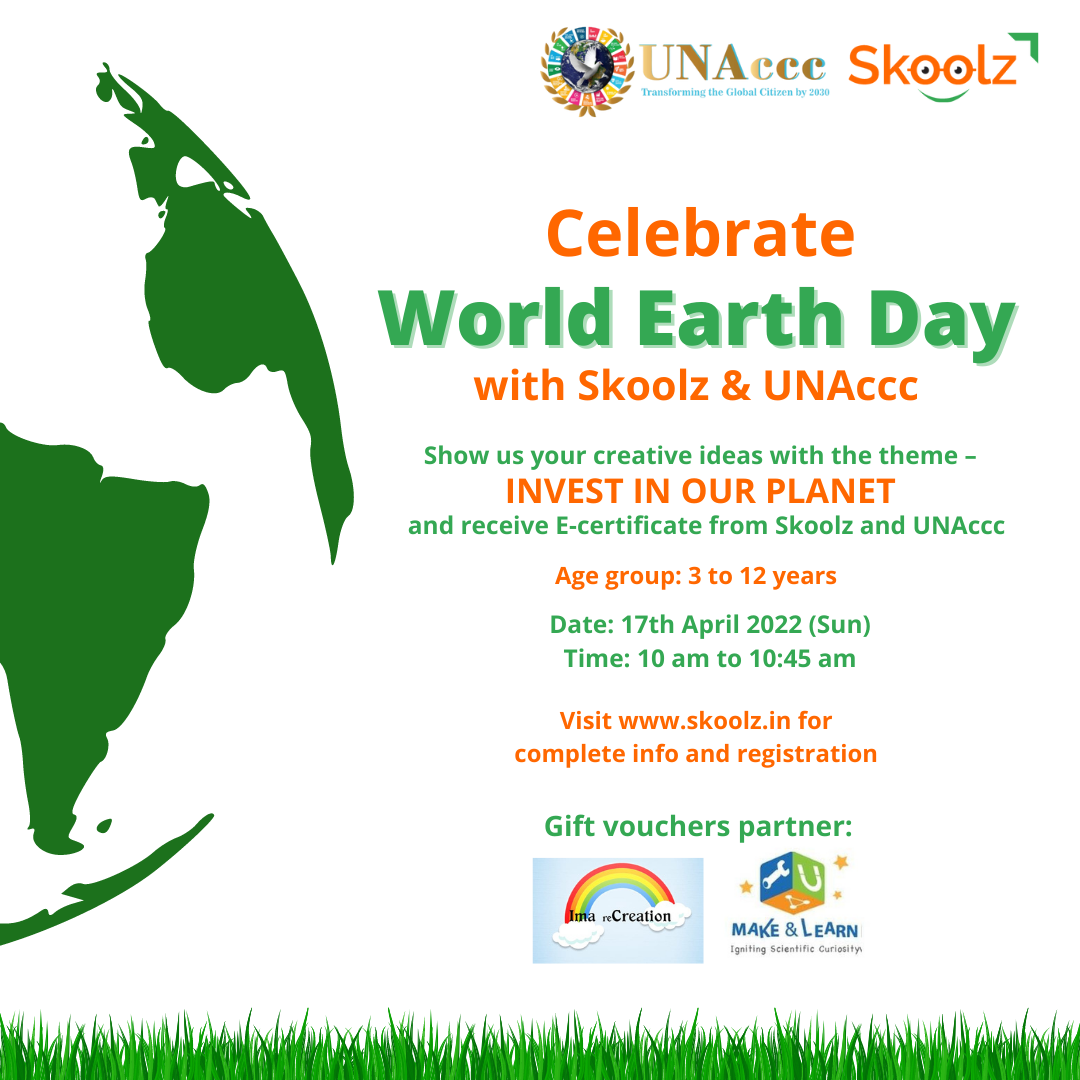 UNAccc
Transforming the Global Citizen by 2030
Skoolz
Celebrate
World Earth Day
with Skoolz & UNAccc
Show us your creative ideas with the theme –
INVEST IN OUR PLANET
and receive E-certificate from Skoolz and UNAccc
Age group: 3 to 12 years
Date: 17th April 2022 (Sun)
Time: 10 am to 10:45 am
Visit www.skoolz.in for
complete info and registration
Gift vouchers partner:
Ima reCreation
U
MAKE & LEARN
Igniting Scientific Curiosity